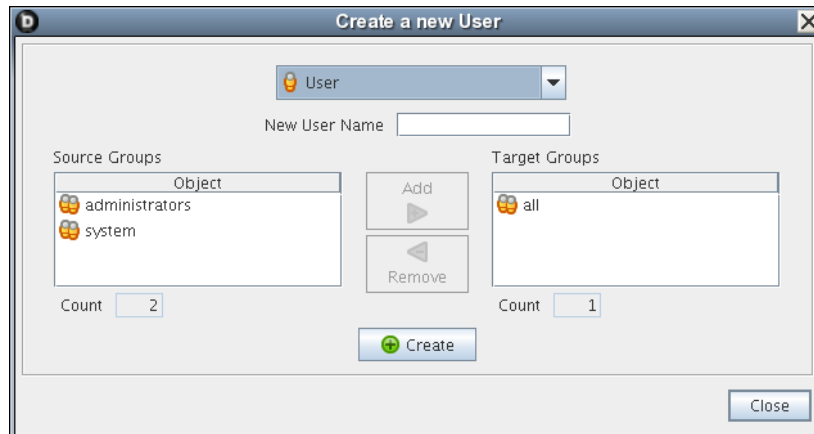 Create a new User
User
New User Name
Source Groups
Target Groups
Object
administrators
system
Add
Remove
Object
all
Count 2
Count 1
Create
Close